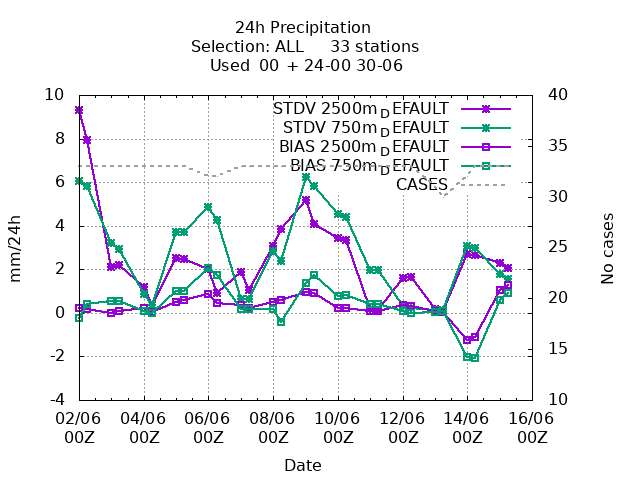 24h Precipitation
Selection: ALL 33 stations
Used 00 + 24-00 30-06
STDV 2500m_DEFAULT
STDV 750m_DEFAULT
BIAS 2500m_DEFAULT
BIAS 750m_DEFAULT
CASES
mm/24h
10
8
6
4
2
0
-2
-4
No cases
40
35
30
25
20
15
10
02/06 04/06 06/06 08/06 10/06 12/06 14/06 16/06
00Z 00Z 00Z 00Z 00Z 00Z 00Z 00Z
Date